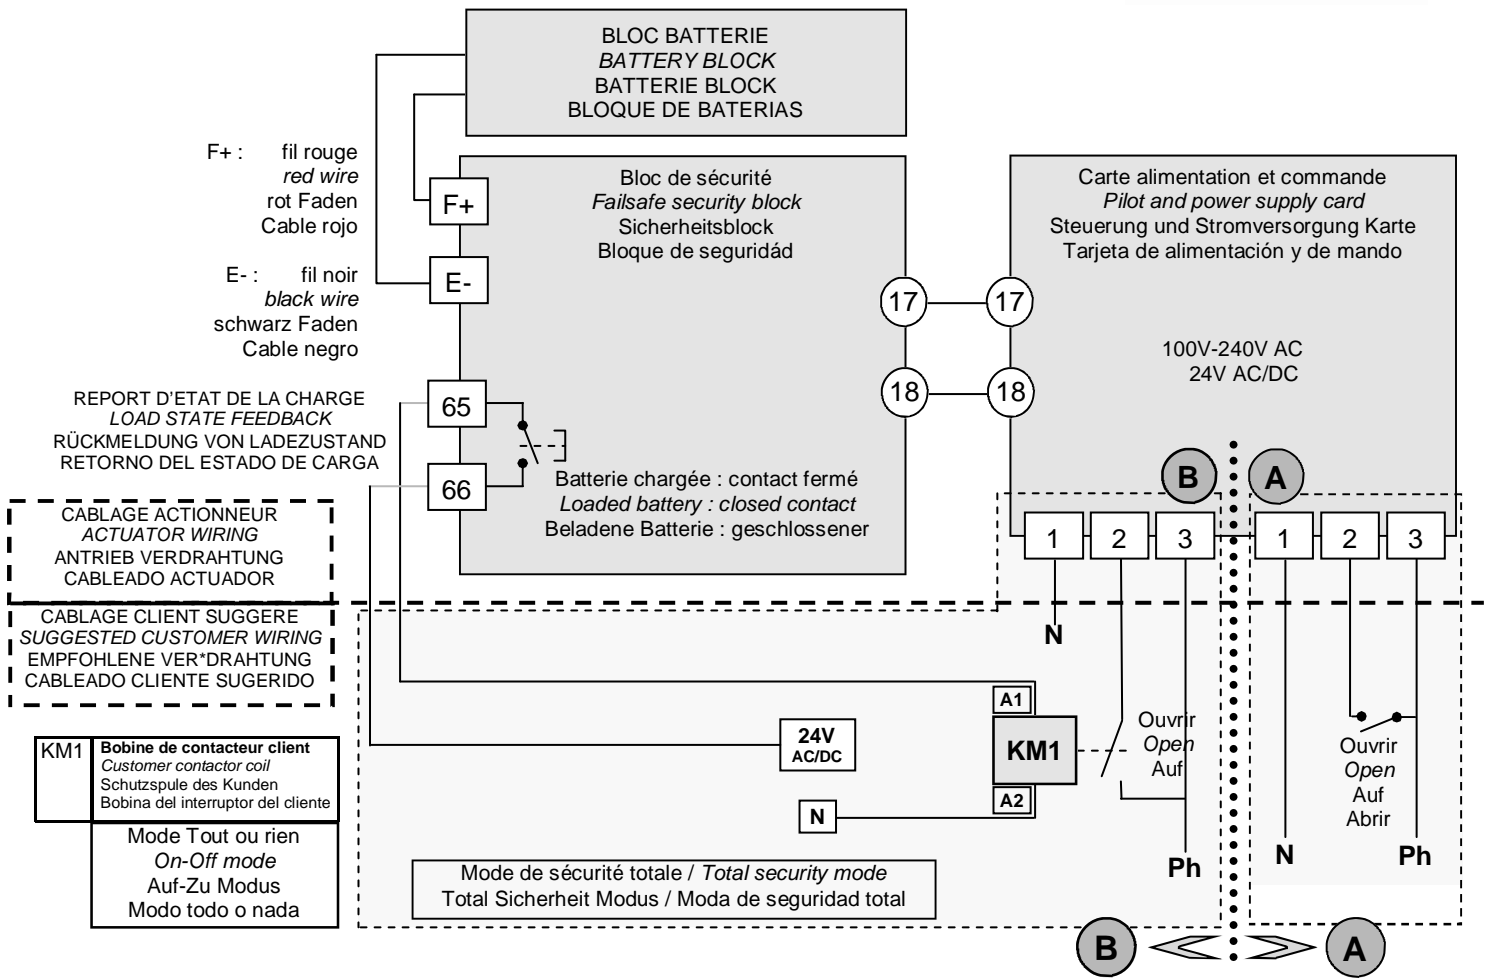 BLOC BATTERIE
BATTERY BLOCK
BATTERIE BLOCK
BLOQUE DE BATERIAS
F+ : fil rouge
red wire
rot Faden
Cable rojo
E- : fil noir
black wire
schwarz Faden
Cable negro
F+
E-
Bloc de sécurité
Failsafe security block
Sicherheitsblock
Bloque de seguridád
17
18
17
18
Carte alimentation et commande
Pilot and power supply card
Steuerung und Stromversorgung Karte
Tarjeta de alimentación y de mando
100V-240V AC
24V AC/DC
REPORT D'ETAT DE LA CHARGE
LOAD STATE FEEDBACK
RÜCKMELDUNG VON LADEZUSTAND
RETORNO DEL ESTADO DE CARGA
65
66
Batterie chargée : contact fermé
Loaded battery : closed contact
Beladene Batterie : geschlossener
B
A
1
2
3
1
2
3
CABLAGE ACTIONNEUR
ACTUATOR WIRING
ANTRIEB VERDRAHTUNG
CABLEADO ACTUADOR
CABLAGE CLIENT SUGGERE
SUGGESTED CUSTOMER WIRING
EMPFOHLENE VER*DRAHTUNG
CABLEADO CLIENTE SUGERIDO
N
A1
KM1
A2
24V
AC/DC
N
Ouvrir
Open
Auf
Ph
Ouvrir
Open
Auf
Abrir
N
Ph
KM1
Bobine de contacteur client
Customer contactor coil
Schutzspule des Kunden
Bobina del interruptor del cliente
Mode Tout ou rien
On-Off mode
Auf-Zu Modus
Modo todo o nada
Mode de sécurité totale / Total security mode
Total Sicherheit Modus / Moda de seguridad total
B
A